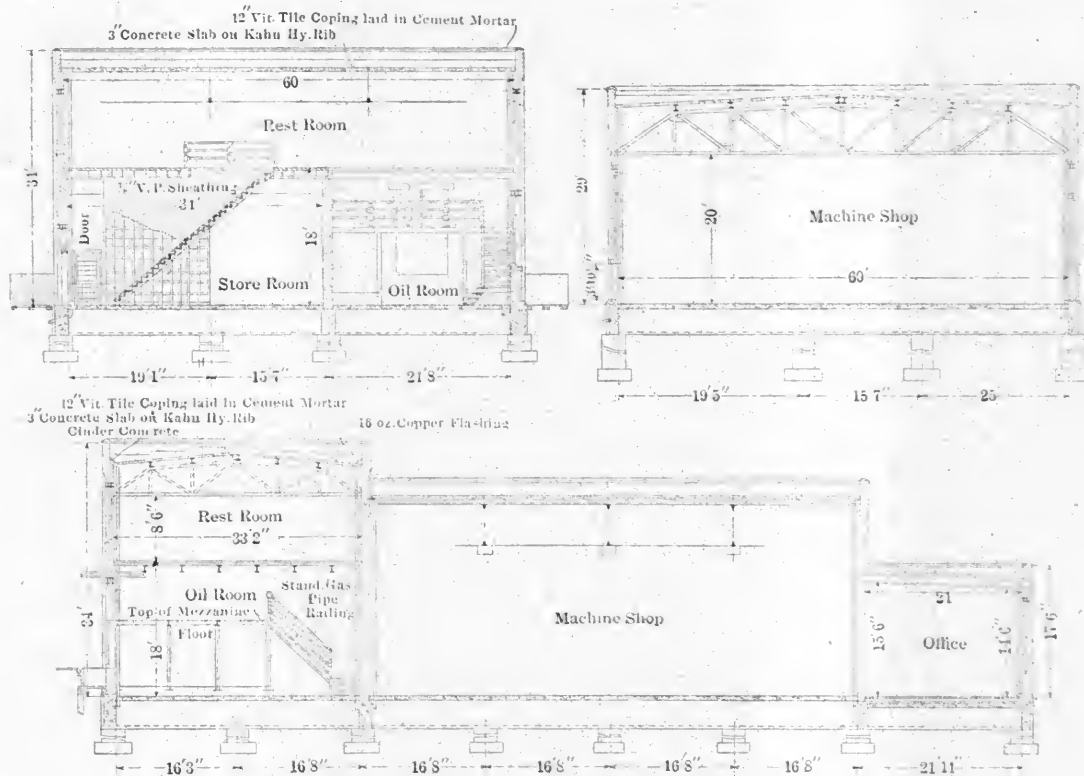 12" Vit. Tile Coping laid in Cement Mortar
3" Concrete Slab on Kahn Hy. Rib
60
Rest Room
V.P. Sheathing
31'
Door
18'
Store Room
Oil Room
19'1"
15'7"
21'8"
20'
Machine Shop
60'
19'5"
15'7"
25'
12" Vit. Tile Coping laid in Cement Mortar
3" Concrete Slab on Kahn Hy. Rib
Cinder Concrete
16 oz. Copper Flashing
8'6"
Rest Room
33'2"
Oil Room
Stand. Gas
Pipe
Railing
Top of Mezzanine
Floor
18'
Machine Shop
21
15'6"
Office
17'6"
16'3"
16'8"
16'8"
16'8"
16'8"
16'8"
21'11"